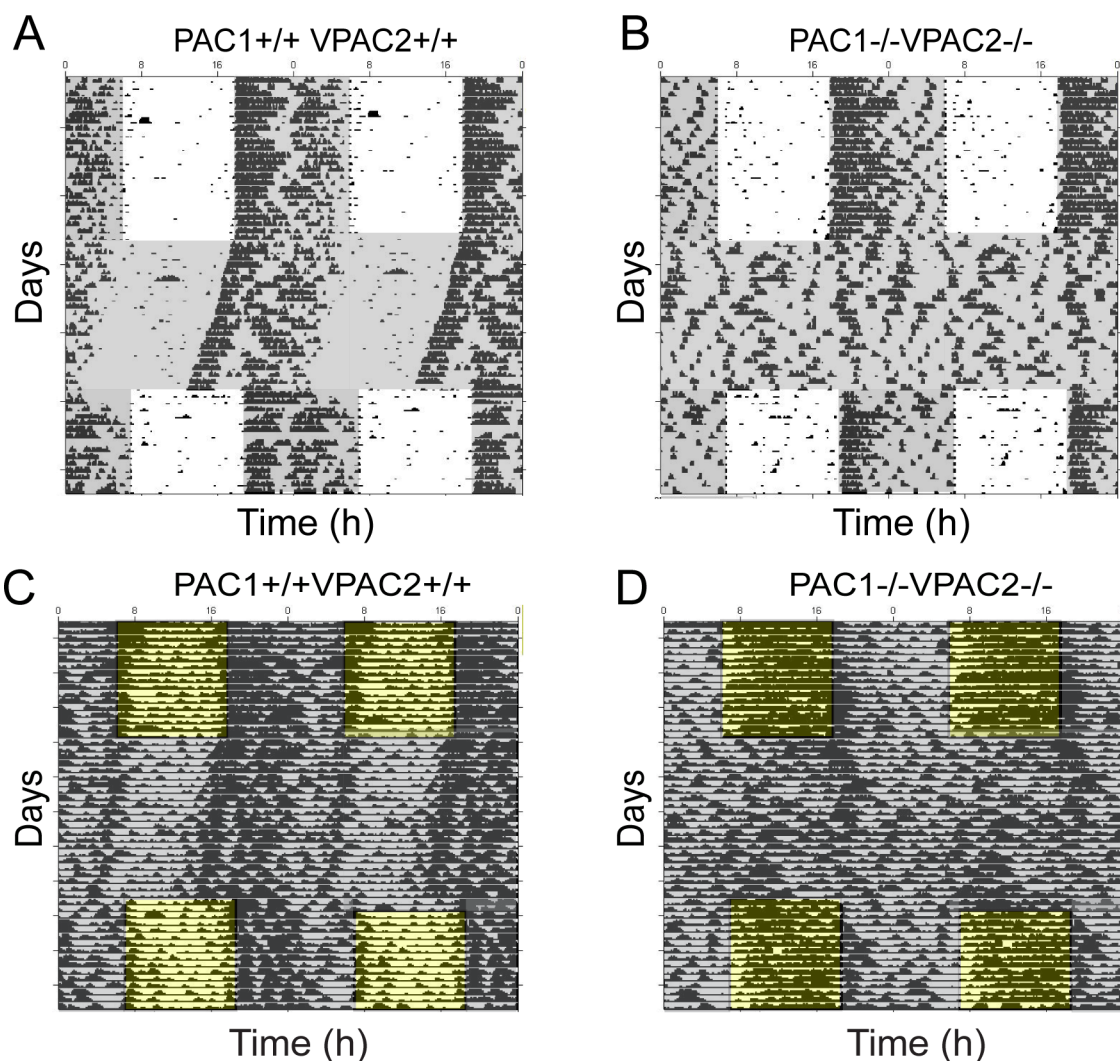 A
PAC1+/+ VPAC2+/+
0 8 16 0 8 16 0
Days
Time (h)
B
PAC1-/-VPAC2-/-
0 8 16 0 8 16 0
Days
Time (h)
C
PAC1+/+VPAC2+/+
0 8 16 0 8 16 0
Days
Time (h)
D
PAC1-/-VPAC2-/-
0 8 16 0 8 16 0
Days
Time (h)